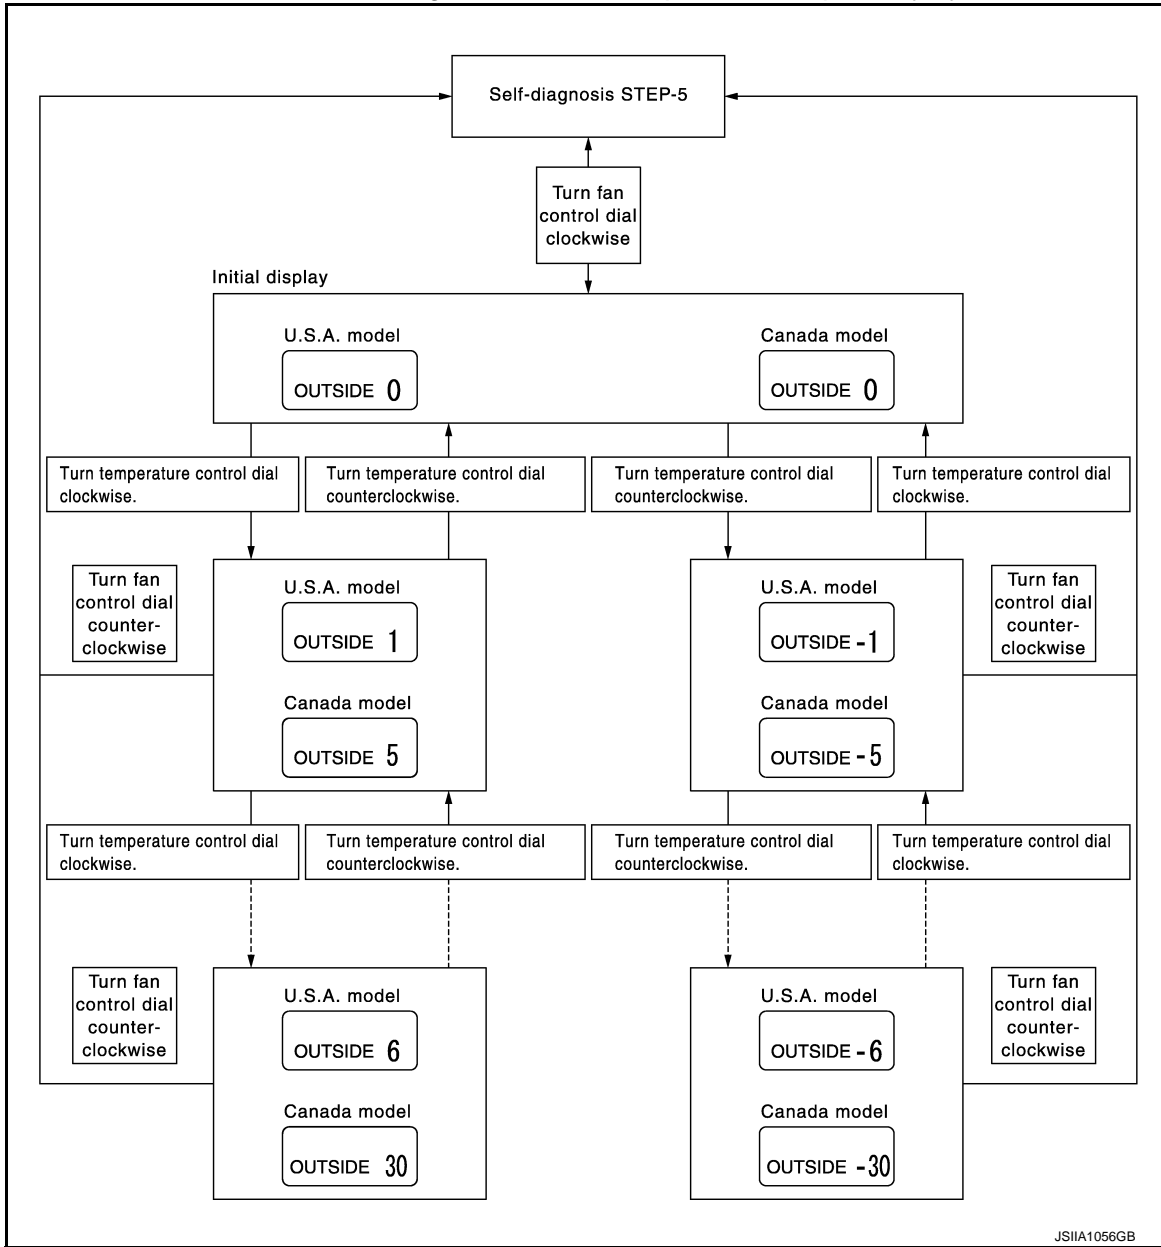 Self-diagnosis STEP-5
Turn fan
control dial
clockwise
Initial display
U.S.A. model
OUTSIDE 0
Canada model
OUTSIDE 0
Turn temperature control dial
clockwise.
Turn temperature control dial
counterclockwise.
Turn temperature control dial
counterclockwise.
Turn temperature control dial
clockwise.
Turn fan
control dial
counter-
clockwise
U.S.A. model
OUTSIDE 1
Canada model
OUTSIDE 5
U.S.A. model
OUTSIDE -1
Canada model
OUTSIDE -5
Turn fan
control dial
counter-
clockwise
Turn temperature control dial
clockwise.
Turn temperature control dial
counterclockwise.
Turn temperature control dial
counterclockwise.
Turn temperature control dial
clockwise.
Turn fan
control dial
counter-
clockwise
U.S.A. model
OUTSIDE 6
Canada model
OUTSIDE 30
U.S.A. model
OUTSIDE -6
Canada model
OUTSIDE -30
Turn fan
control dial
counter-
clockwise
JSIIA1056GB